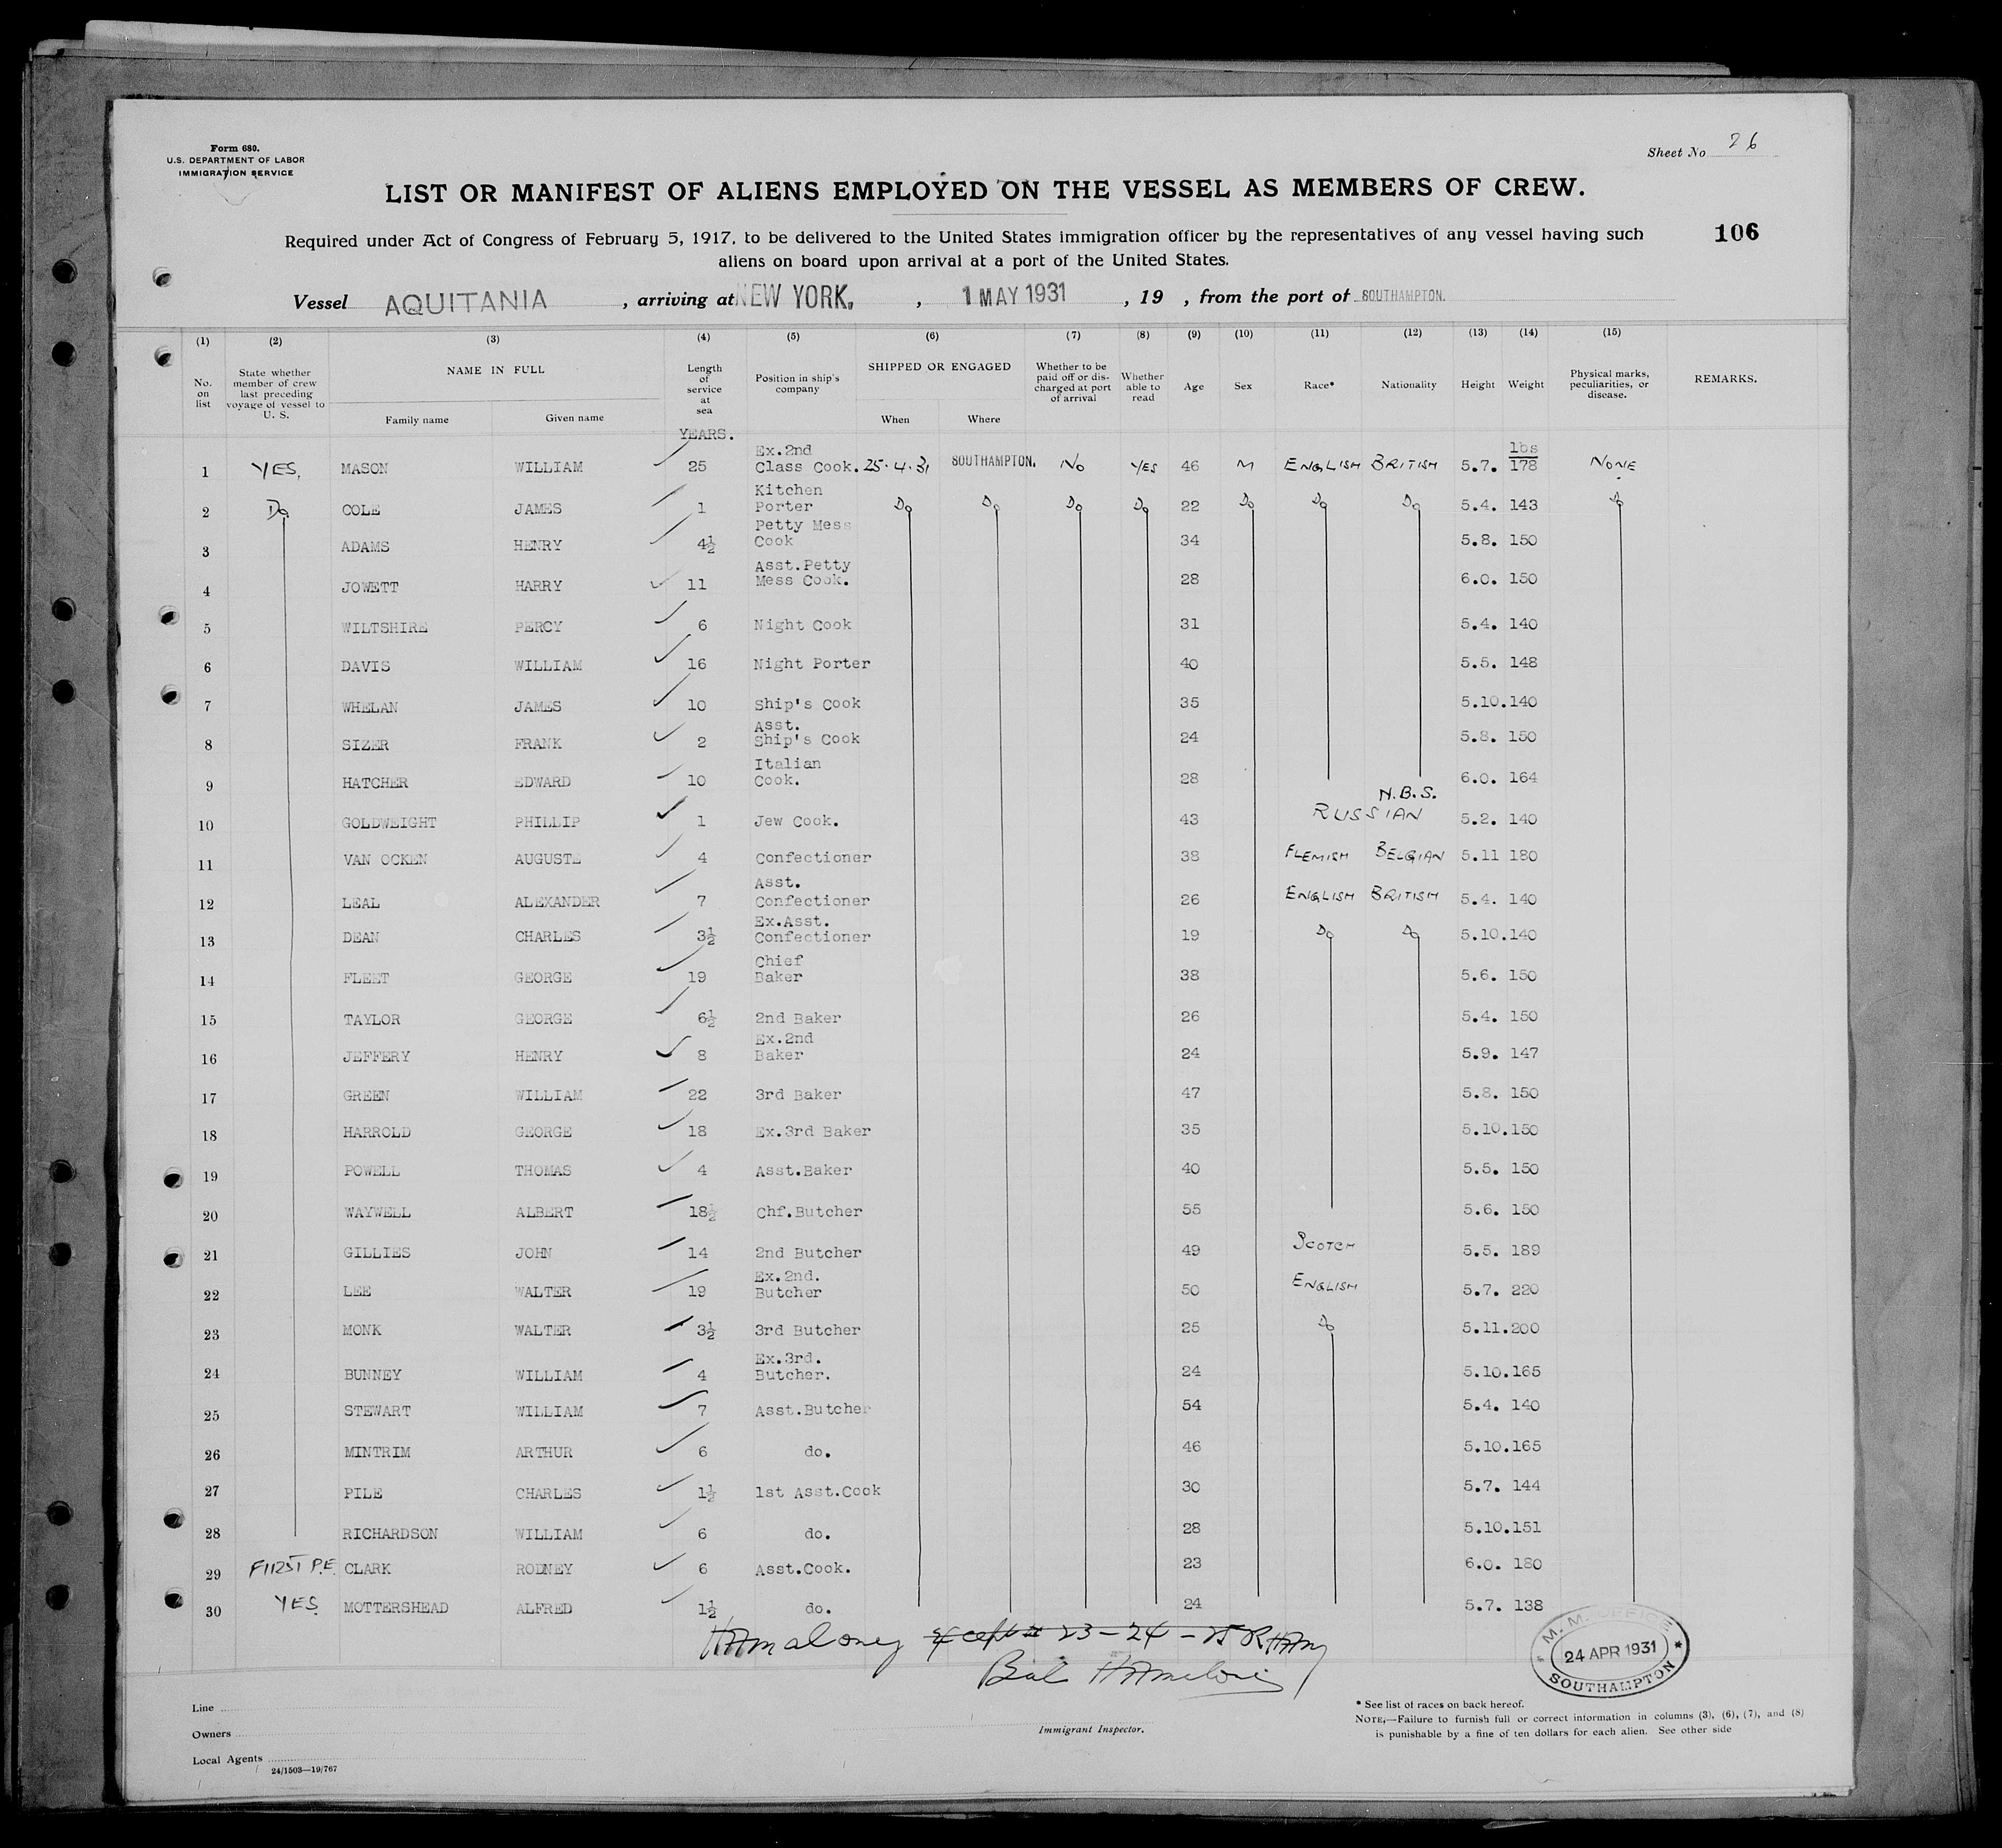 Form 680.
U.S. DEPARTMENT OF LABOR
IMMIGRATION SERVICE
Sheet No 26
LIST OR MANIFEST OF ALIENS EMPLOYED ON THE VESSEL AS MEMBERS OF CREW.
106
Required under Act of Congress of February 5, 1917, to be delivered to the United States immigration officer by the representatives of any vessel having such
aliens on board upon arrival at a port of the United States.
Vessel AQUITANIA , arriving at NEW YORK, , 1 MAY 1931 , 19 , from the port of SOUTHAMPTON.
(1) (2) (3) (4) (5) (6) (7) (8) (9) (10) (11) (12) (13) (14) (15)
No. on list State whether member of crew last preceding voyage of vessel to U. S. NAME IN FULL Family name Given name Length of service at sea Position in ship's company SHIPPED OR ENGAGED When Where Whether to be paid off or discharged at port of arrival Whether able to read Age Sex Race* Nationality Height Weight Physical marks, peculiarities, or disease. REMARKS.
YEARS. lbs
1 YES, MASON WILLIAM 25 Ex.2nd Class Cook. 25.4.31 SOUTHAMPTON. NO YES 46 M ENGLISH BRITISH 5.7. 178 NONE
2 Do COLE JAMES 1 Kitchen Porter Do Do Do Do 22 Do Do Do 5.4. 143 Do
3 ADAMS HENRY 4½ Petty Mess Cook 34 5.8. 150
4 JOWETT HARRY 11 Asst.Petty Mess Cook. 28 6.0. 150
5 WILTSHIRE PERCY 6 Night Cook 31 5.4. 140
6 DAVIS WILLIAM 16 Night Porter 40 5.5. 148
7 WHELAN JAMES 10 Ship's Cook 35 5.10.140
8 SIZER FRANK 2 Asst. Ship's Cook 24 5.8. 150
9 HATCHER EDWARD 10 Italian Cook. 28 6.0. 164
N.B.S.
10 GOLDWEIGHT PHILLIP 1 Jew Cook. 43 RUSSIAN 5.2. 140
11 VAN OCKEN AUGUSTE 4 Confectioner 38 FLEMISH BELGIAN 5.11 180
12 LEAL ALEXANDER 7 Asst. Confectioner 26 ENGLISH BRITISH 5.4. 140
13 DEAN CHARLES 3½ Ex.Asst. Confectioner 19 Do Do 5.10.140
14 FLEET GEORGE 19 Chief Baker 38 5.6. 150
15 TAYLOR GEORGE 6½ 2nd Baker 26 5.4. 150
16 JEFFERY HENRY 8 Ex.2nd Baker 24 5.9. 147
17 GREEN WILLIAM 22 3rd Baker 47 5.8. 150
18 HARROLD GEORGE 18 Ex.3rd Baker 35 5.10.150
19 POWELL THOMAS 4 Asst.Baker 40 5.5. 150
20 WAYWELL ALBERT 18½ Chf.Butcher 55 5.6. 150
21 GILLIES JOHN 14 2nd Butcher 49 SCOTCH 5.5. 189
22 LEE WALTER 19 Ex.2nd. Butcher 50 ENGLISH 5.7. 220
23 MONK WALTER 3½ 3rd Butcher 25 Do 5.11.200
24 BUNNEY WILLIAM 4 Ex.3rd. Butcher. 24 5.10.165
25 STEWART WILLIAM 7 Asst.Butcher 54 5.4. 140
26 MINTRIM ARTHUR 6 do. 46 5.10.165
27 PILE CHARLES 1½ 1st Asst.Cook 30 5.7. 144
28 RICHARDSON WILLIAM 6 do. 28 5.10.151
29 FIRST P.E. CLARK RODNEY 6 Asst.Cook. 23 6.0. 180
30 YES. MOTTERSHEAD ALFRED 1½ do. 24 5.7. 138
HAMaloney 23-24-25
M.M. OFFICE
24 APR 1931
SOUTHAMPTON
Line
Owners
Local Agents
24/1503—19/767
Immigrant Inspector.
* See list of races on back hereof.
NOTE,—Failure to furnish full or correct information in columns (3), (6), (7), and (8)
is punishable by a fine of ten dollars for each alien. See other side